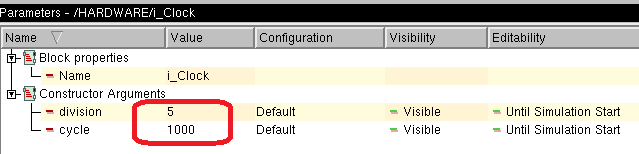 Parameters - /HARDWARE/i_Clock
Name Value Configuration Visibility Editability
Block properties
Name i_Clock
Constructor Arguments
division 5 Default Visible Until Simulation Start
cycle 1000 Default Visible Until Simulation Start